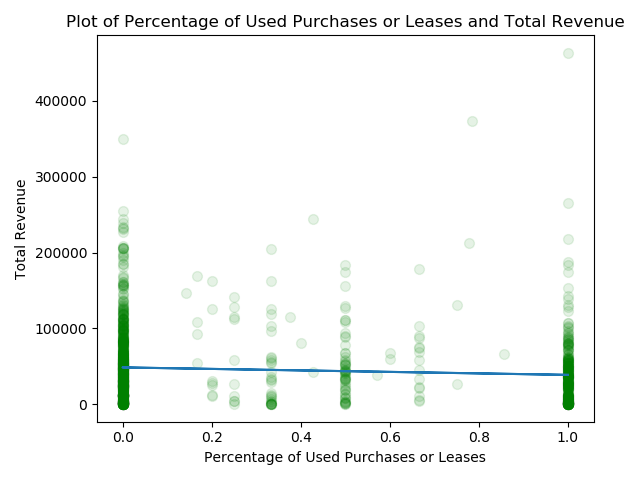 Plot of Percentage of Used Purchases or Leases and Total Revenue
400000
300000
200000
100000
0
Total Revenue
0.0 0.2 0.4 0.6 0.8 1.0
Percentage of Used Purchases or Leases